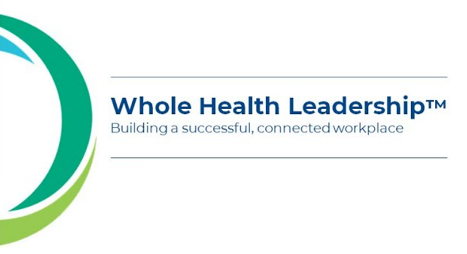 Whole Health Leadership™
Building a successful, connected workplace